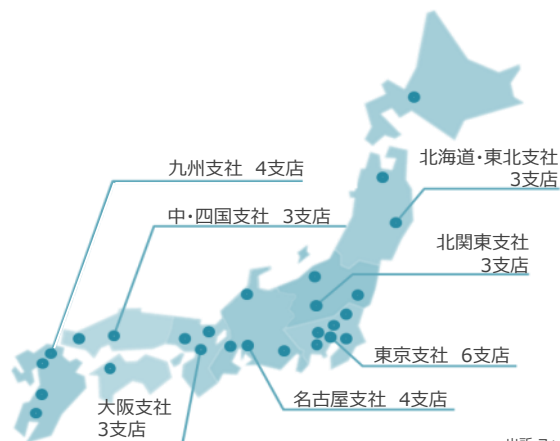 北海道・東北支社
3支店
九州支社 4支店
中・四国支社 3支店
北関東支社
3支店
東京支社 6支店
名古屋支社 4支店
大阪支社
3支店